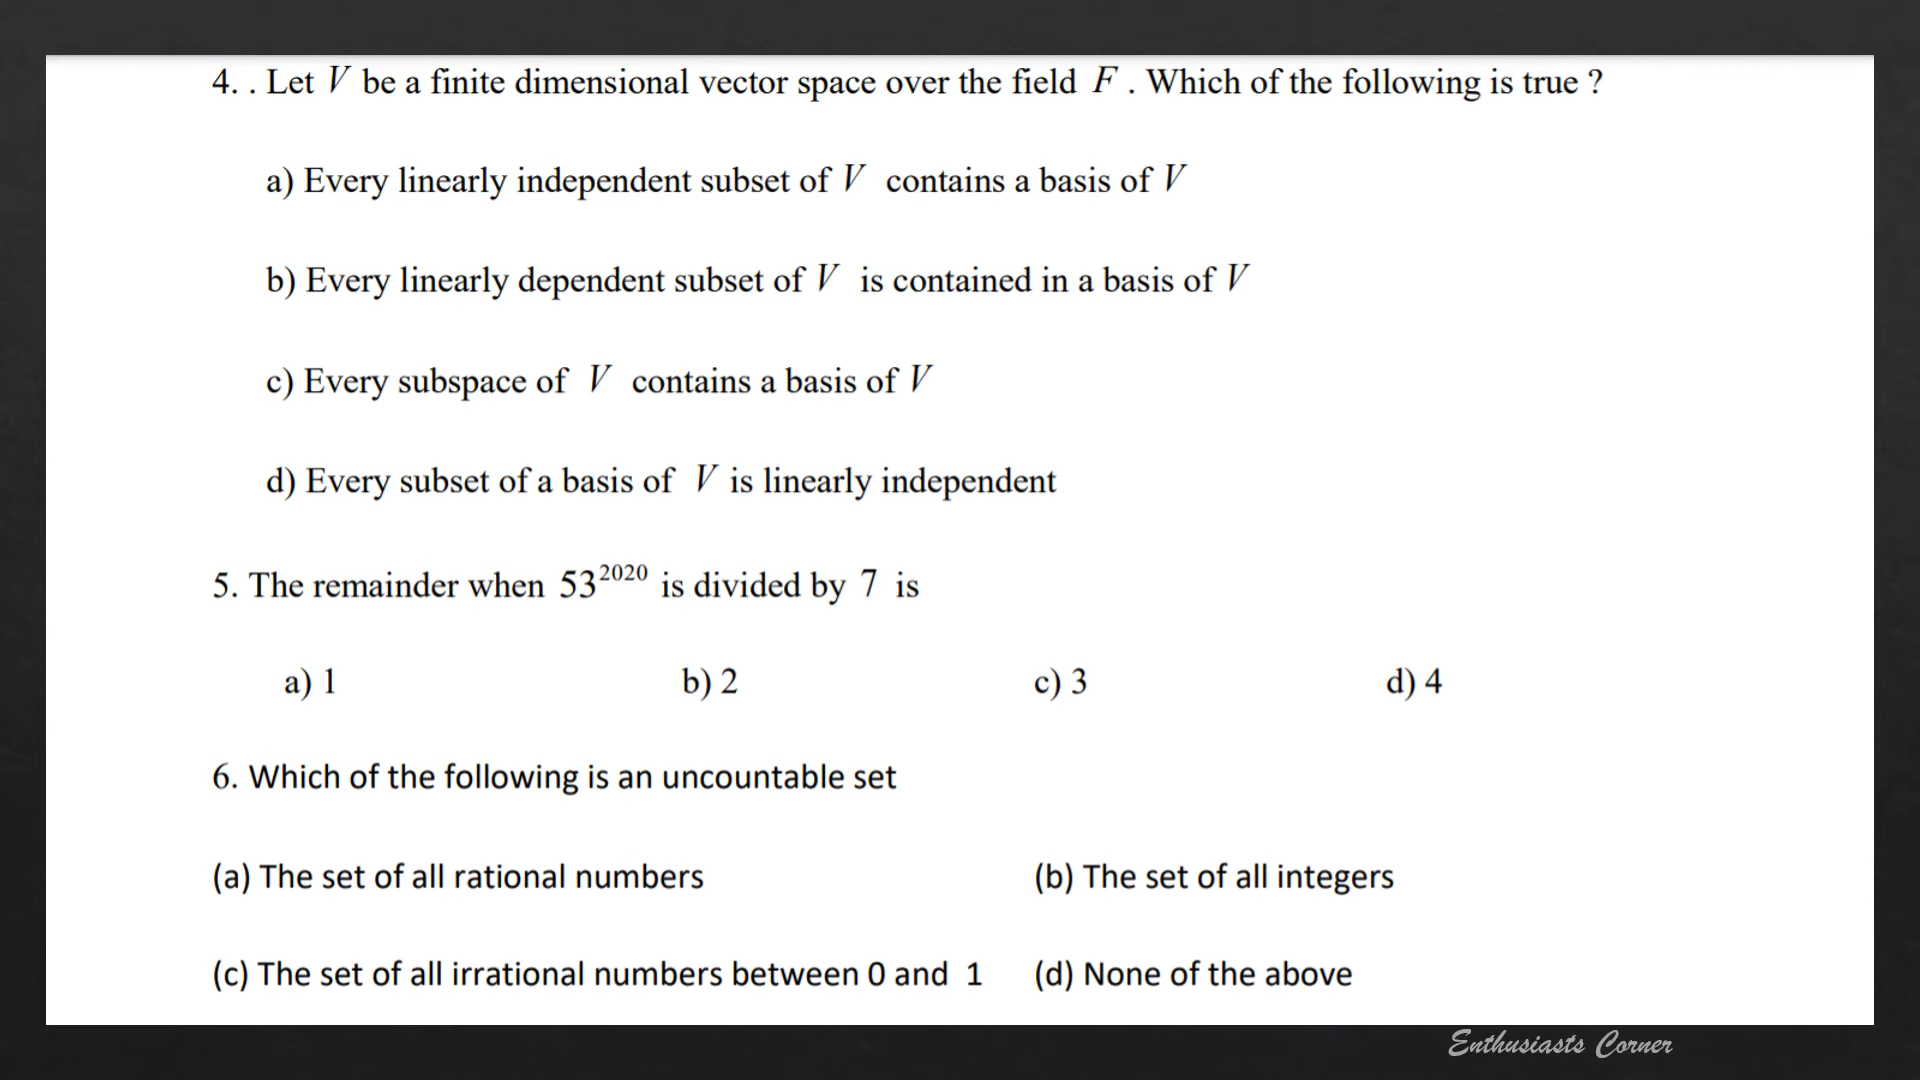 4. . Let V be a finite dimensional vector space over the field F . Which of the following is true ?
a) Every linearly independent subset of V contains a basis of V
b) Every linearly dependent subset of V is contained in a basis of V
c) Every subspace of V contains a basis of V
d) Every subset of a basis of V is linearly independent
5. The remainder when 53²⁰²⁰ is divided by 7 is
a) 1 b) 2 c) 3 d) 4
6. Which of the following is an uncountable set
(a) The set of all rational numbers (b) The set of all integers
(c) The set of all irrational numbers between 0 and 1 (d) None of the above
Enthusiasts Corner